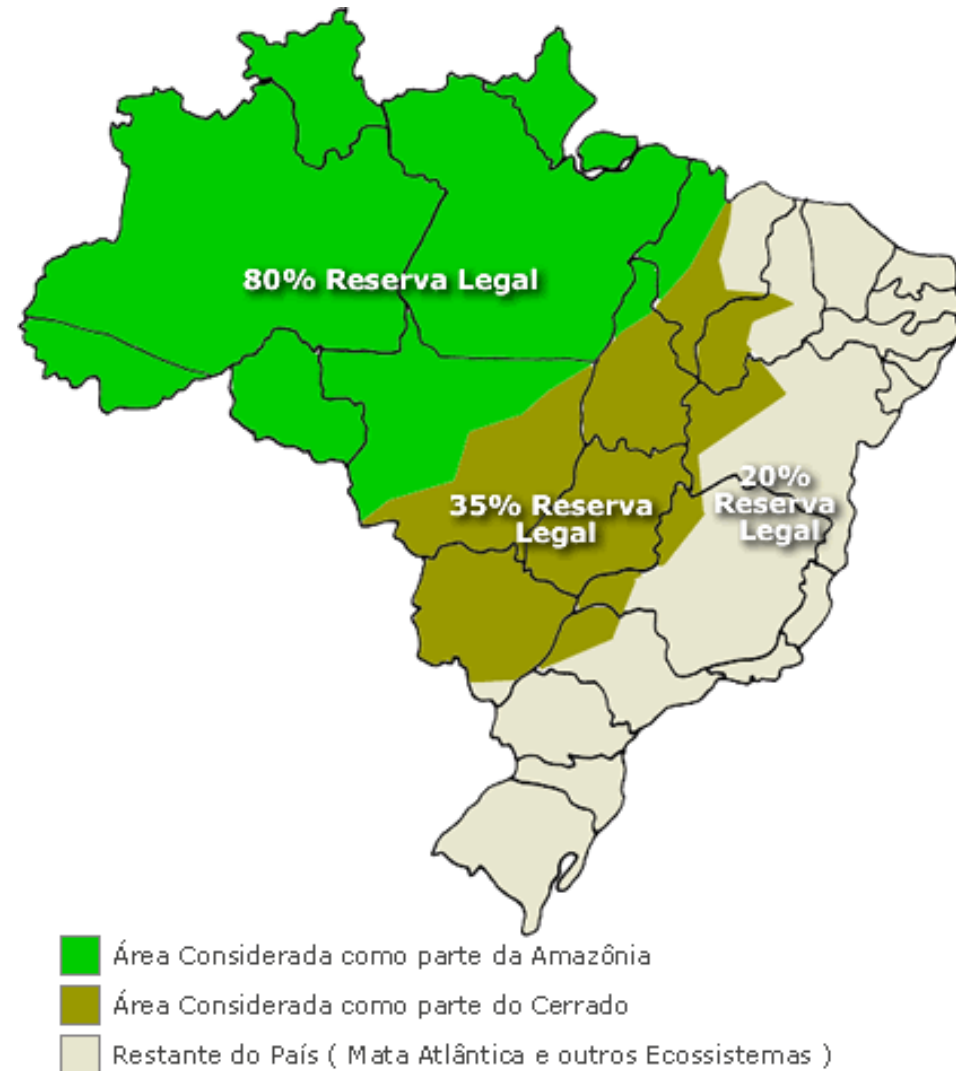 80% Reserva Legal
35% Reserva
Legal
20%
Reserva
Legal
Área Considerada como parte da Amazônia
Área Considerada como parte do Cerrado
Restante do País ( Mata Atlântica e outros Ecossistemas )